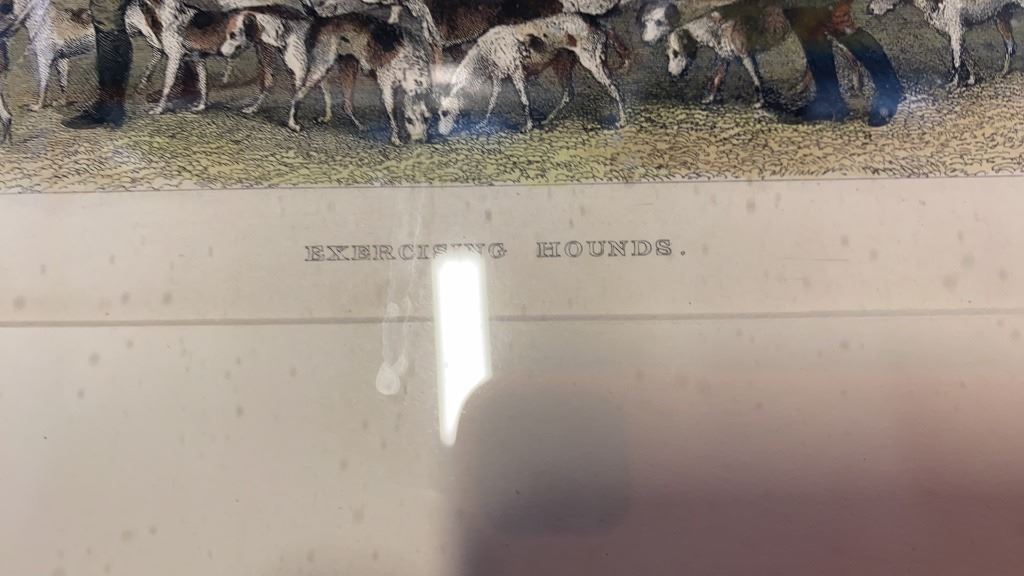 EXERCISING HOUNDS.